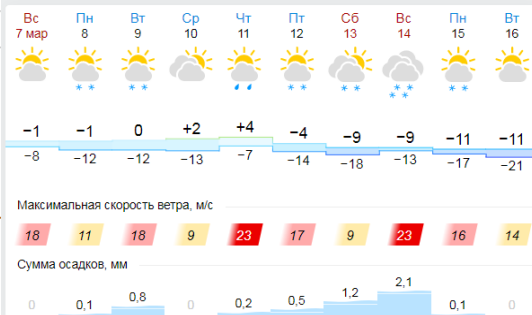 Вс Пн Вт Ср Чт Пт Сб Вс Пн Вт
7 мар 8 9 10 11 12 13 14 15 16
−1 −1 0 +2 +4 −4 −9 −9 −11 −11
−8 −12 −12 −13 −7 −14 −18 −13 −17 −21
Максимальная скорость ветра, м/с
18 11 18 9 23 17 9 23 16 14
Сумма осадков, мм
0 0,1 0,8 0 0,2 0,5 1,2 2,1 0,1 0